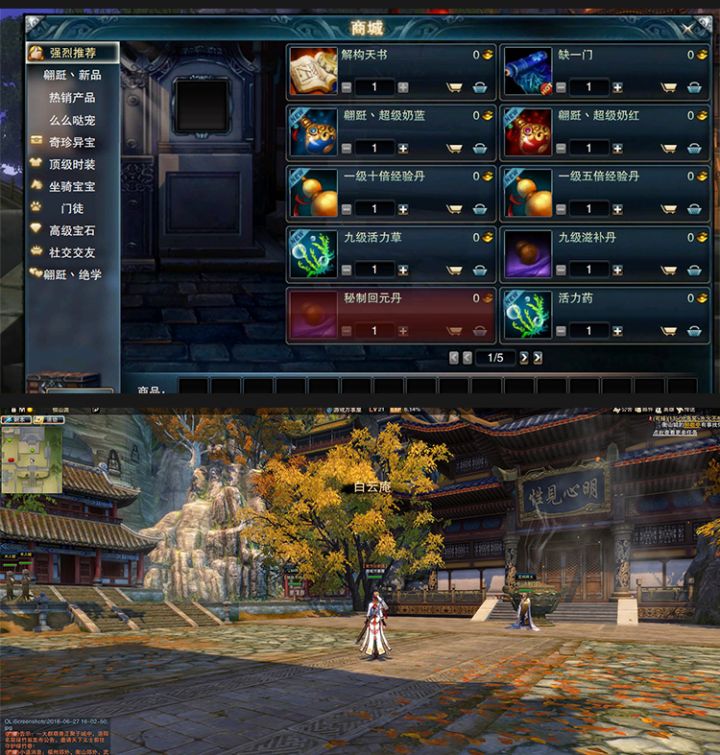 商城
强烈推荐
翩跹、新品
热销产品
么么哒宠
奇珍异宝
顶级时装
坐骑宝宝
门徒
高级宝石
社交交友
翩跹、绝学
解构天书 0
1
缺一门 0
1
翩跹、超级奶蓝 0
1
翩跹、超级奶红 0
1
一级十倍经验丹 0
1
一级五倍经验丹 0
1
九级活力草 0
1
九级滋补丹 0
1
秘制回元丹 0
1
活力药 0
1
1/5
商品：
白云庵
明心見性